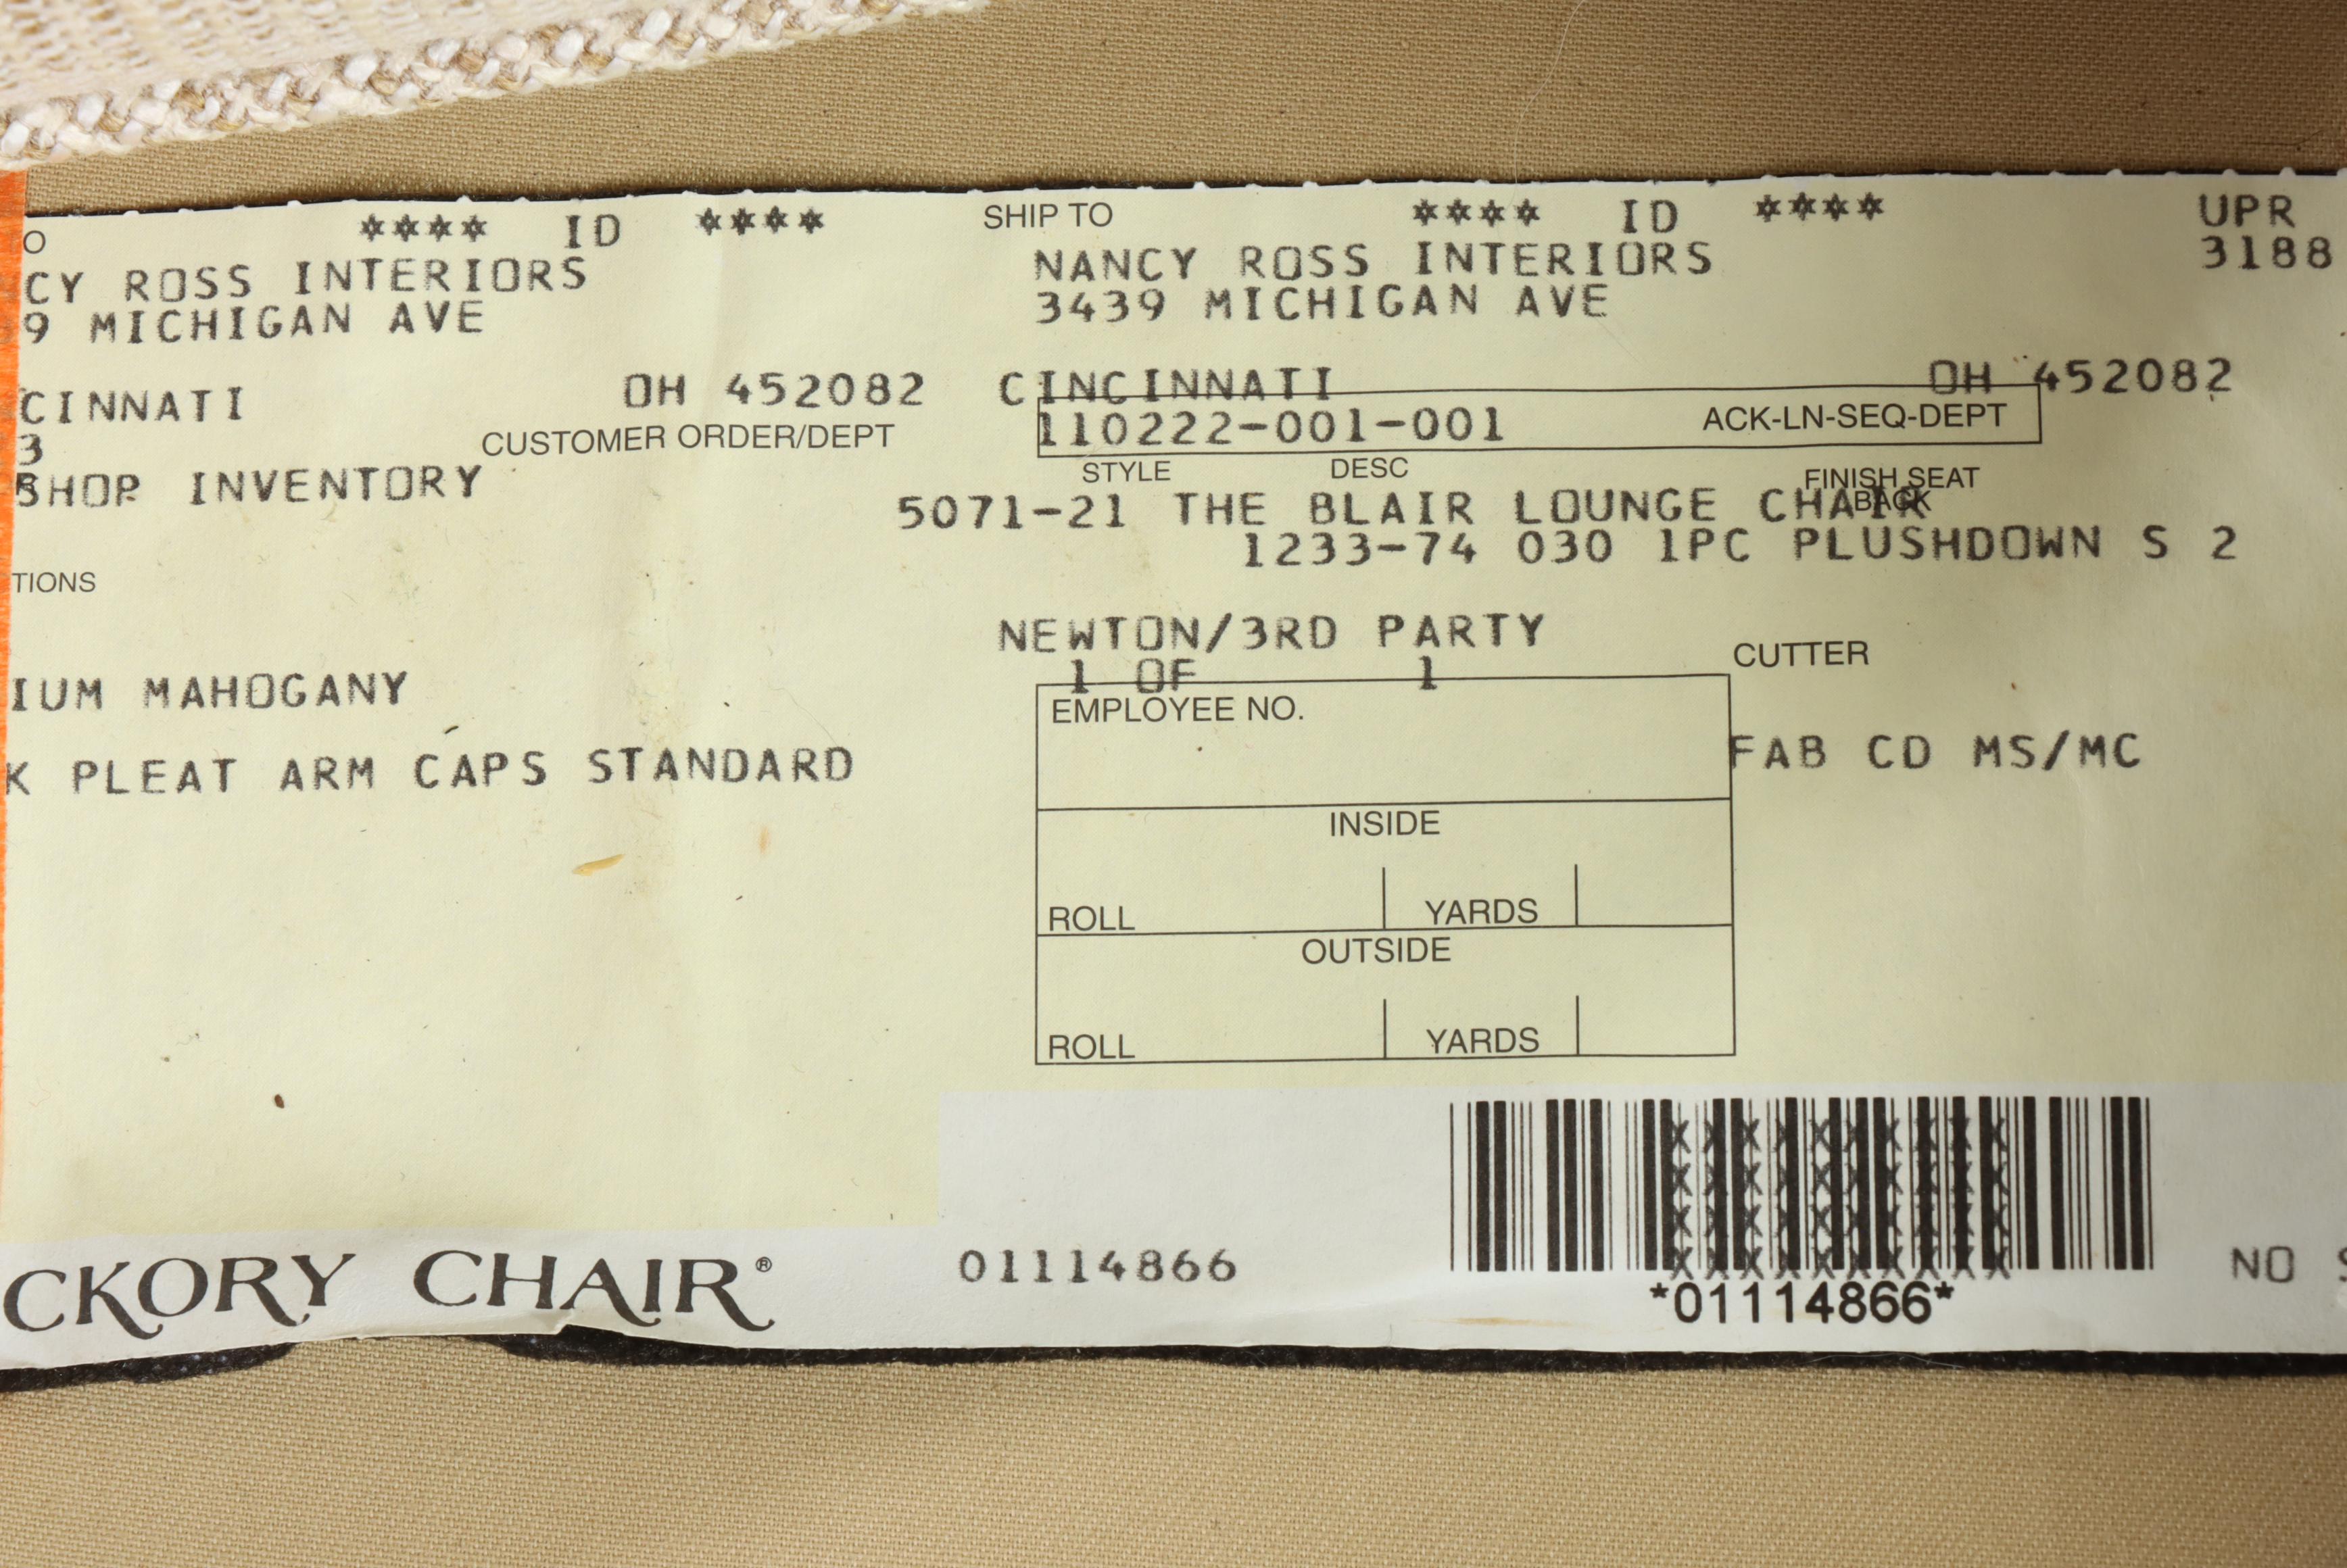 O **** ID ****
CY ROSS INTERIORS
9 MICHIGAN AVE
CINNATI OH 452082
3 CUSTOMER ORDER/DEPT
SHOP INVENTORY
TIONS
IUM MAHOGANY
K PLEAT ARM CAPS STANDARD
CKORY CHAIR®
SHIP TO **** ID **** UPR
NANCY ROSS INTERIORS 3188
3439 MICHIGAN AVE
CINCINNATI OH 452082
110222-001-001 ACK-LN-SEQ-DEPT
STYLE DESC FINISH SEAT
BACK
5071-21 THE BLAIR LOUNGE CHAIR
1233-74 030 1PC PLUSHDOWN S 2
NEWTON/3RD PARTY
1 OF 1
CUTTER
EMPLOYEE NO.
FAB CD MS/MC
INSIDE
ROLL YARDS
OUTSIDE
ROLL YARDS
01114866
*01114866*
NO